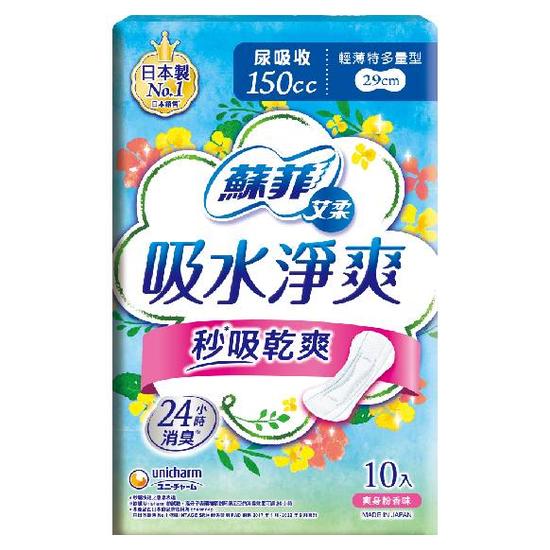 日本製
No.1
日本銷售*
尿吸收
150cc
輕薄特多量型
29cm
蘇菲
艾柔
吸水淨爽
秒*吸乾爽
24小時
消臭*
unicharm
ユニ・チャーム
10入
爽身粉香味
MADE IN JAPAN